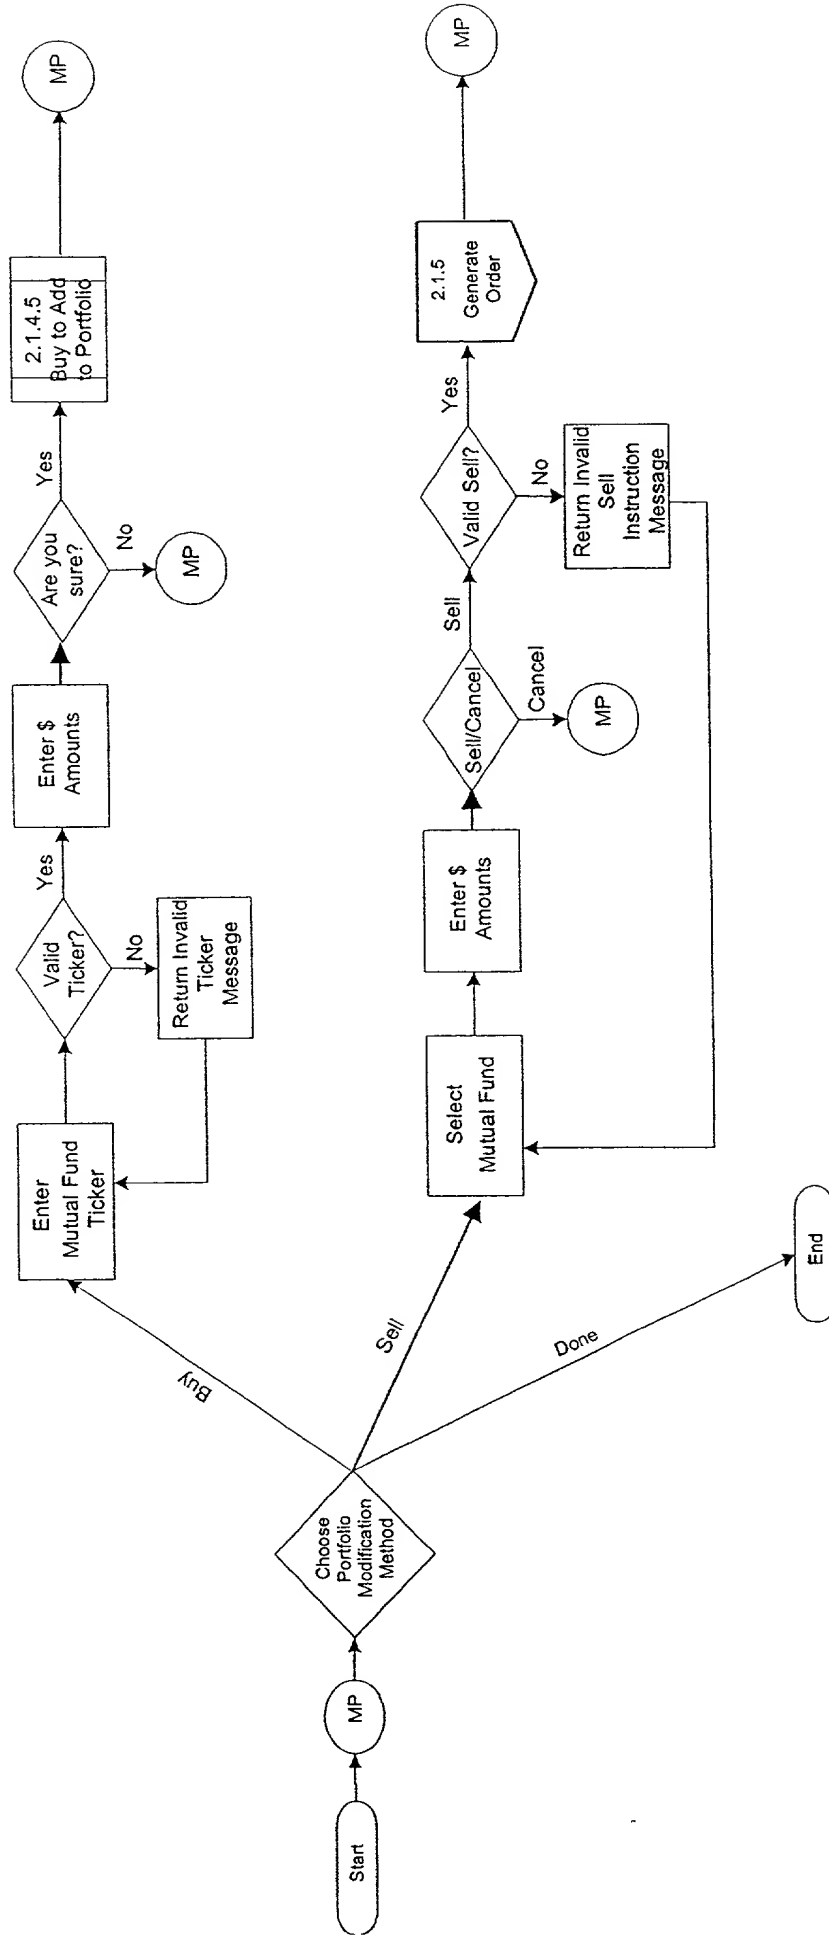 Start
MP
Choose
Portfolio
Modification
Method
Buy
Enter
Mutual Fund
Ticker
Valid
Ticker?
No
Return Invalid
Ticker
Message
Yes
Enter $
Amounts
Are you
sure?
No
MP
Yes
2.1.4.5
Buy to Add
to Portfolio
MP
Sell
Select
Mutual Fund
Enter $
Amounts
Sell/Cancel
Cancel
MP
Sell
Valid Sell?
No
Return Invalid
Sell
Instruction
Message
Yes
2.1.5
Generate
Order
MP
Done
End